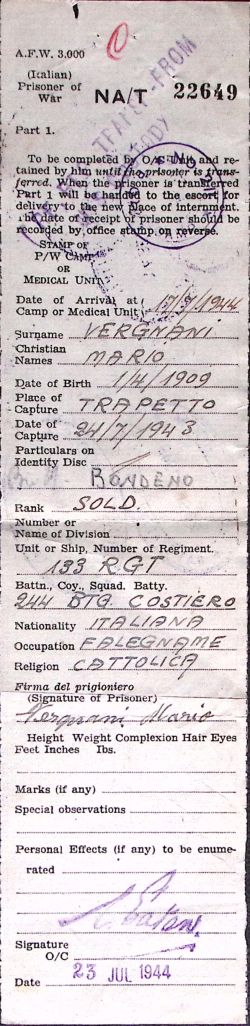 A.F.W. 3.000
(Italian)
Prisoner of
War
NA/T 22649
Part 1.
To be completed by O/c Unit and re-
tained by him until the prisoner is trans-
ferred. When the prisoner is transferred
Part 1 will be handed to the escort for
delivery to the new place of internment.
The date of receipt of prisoner should be
recorded by office stamp on reverse.
STAMP OF
P/W CAMP
OR
MEDICAL UNIT
Date of Arrival at
Camp or Medical Unit 17/7/1944
Surname VERGNANI
Christian
Names MARIO
Date of Birth 1/4/1909
Place of
Capture TRAPETTO
Date of
Capture 24/7/1943
Particulars on
Identity Disc
BONDENO
Rank SOLD.
Number or
Name of Division
Unit or Ship, Number of Regiment.
133 RGT
Battn., Coy., Squad. Batty.
244 BTG COSTIERO
Nationality ITALIANA
Occupation FALEGNAME
Religion CATTOLICA
Firma del prigioniero
(Signature of Prisoner)
Vergnani Mario
Height Weight Complexion Hair Eyes
Feet Inches lbs.
Marks (if any)
Special observations
Personal Effects (if any) to be enume-
rated
Signature
O/C
Date 23 JUL 1944